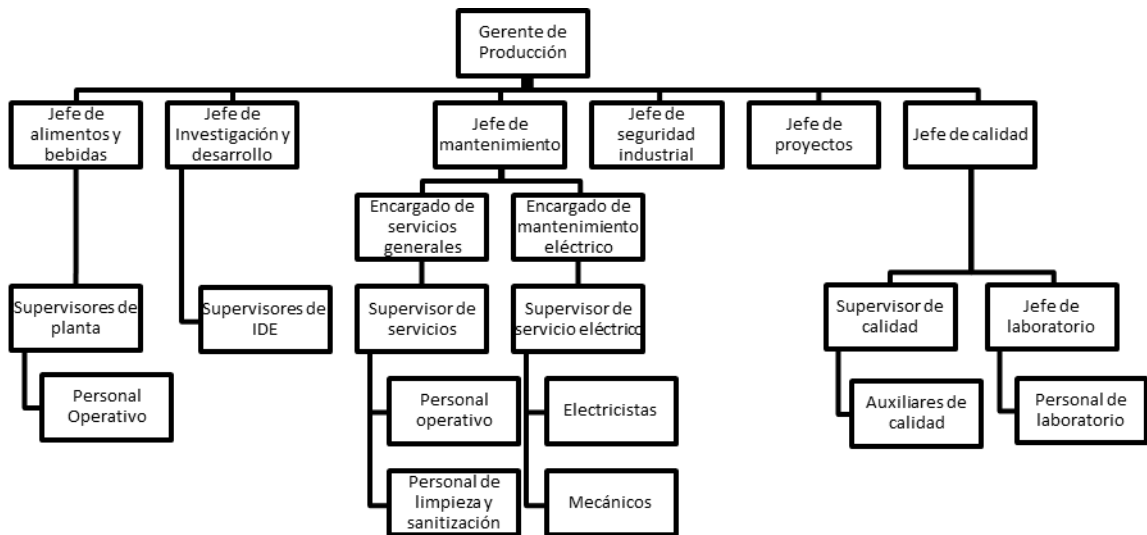 Gerente de
Producción
Jefe de
alimentos y
bebidas
Jefe de
Investigación y
desarrollo
Jefe de
mantenimiento
Jefe de
seguridad
industrial
Jefe de
proyectos
Jefe de calidad
Encargado de
servicios
generales
Encargado de
mantenimiento
eléctrico
Supervisores de
planta
Supervisores de
IDE
Supervisor de
servicios
Supervisor de
servicio eléctrico
Supervisor de
calidad
Jefe de
laboratorio
Personal
Operativo
Personal
operativo
Electricistas
Auxiliares de
calidad
Personal de
laboratorio
Personal de
limpieza y
sanitización
Mecánicos